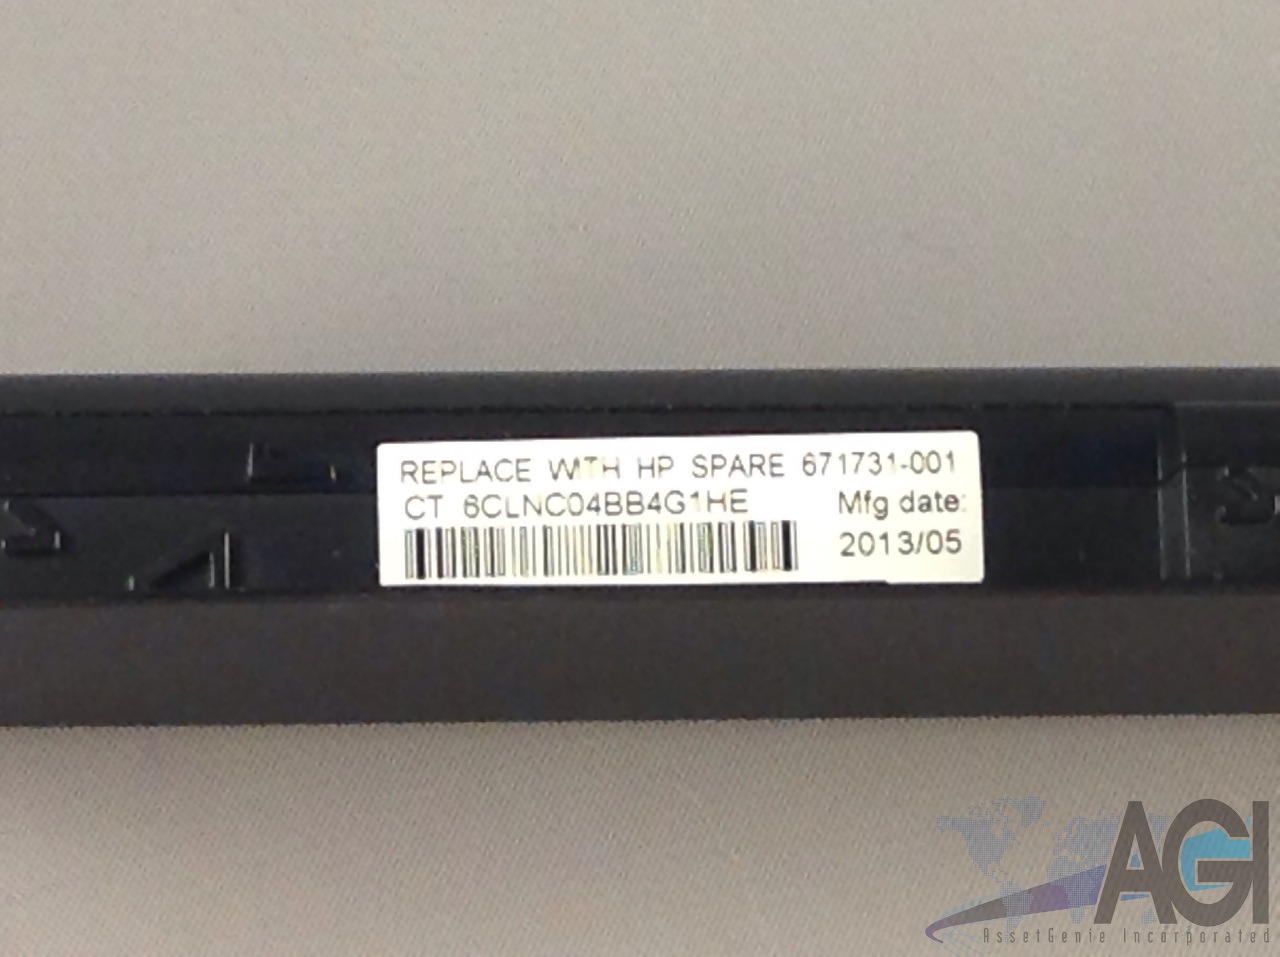 REPLACE WITH HP SPARE 671731-001
CT 6CLNC04BB4G1HE Mfg date:
2013/05
AGI
AssetGenie Incorporated